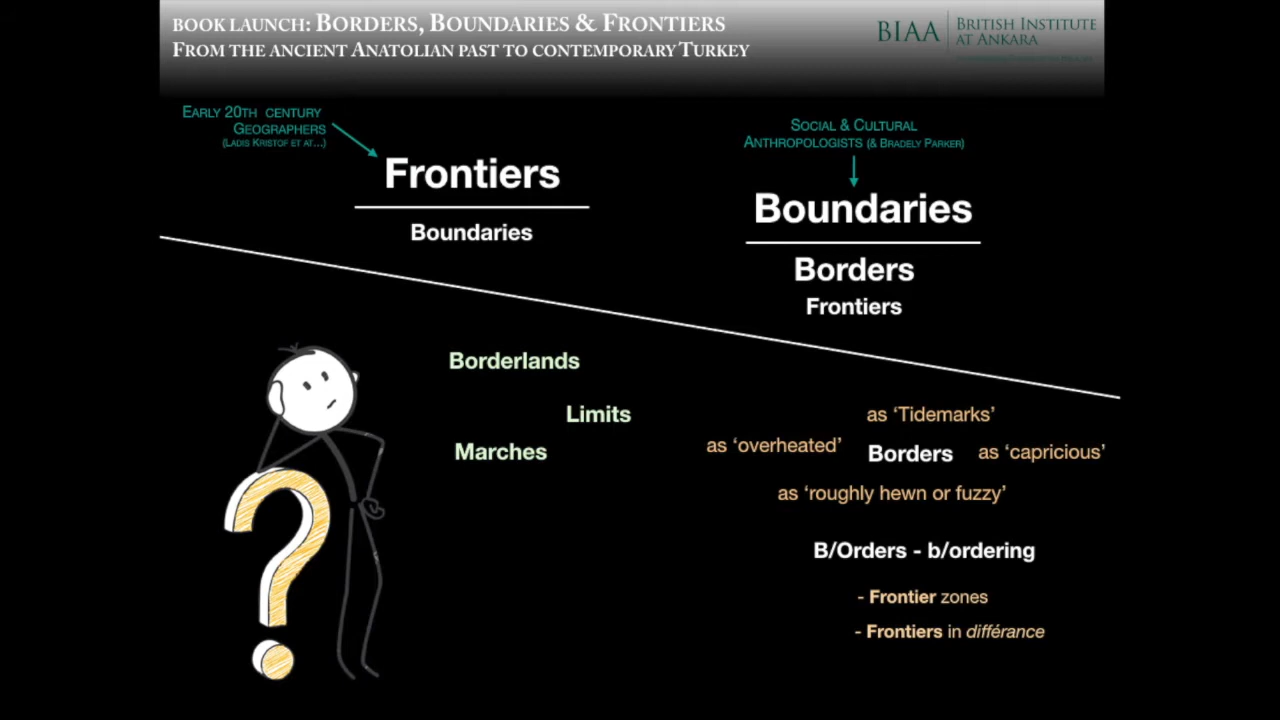 BOOK LAUNCH: BORDERS, BOUNDARIES & FRONTIERS
FROM THE ANCIENT ANATOLIAN PAST TO CONTEMPORARY TURKEY
BIAA
BRITISH INSTITUTE
AT ANKARA
EARLY 20TH CENTURY
GEOGRAPHERS
(LADIS KRISTOF ET AT...)
Frontiers
Boundaries
SOCIAL & CULTURAL
ANTHROPOLOGISTS (& BRADELY PARKER)
Boundaries
Borders
Frontiers
Borderlands
Limits
Marches
as ‘Tidemarks’
as ‘overheated’
Borders
as ‘capricious’
as ‘roughly hewn or fuzzy’
B/Orders - b/ordering
- Frontier zones
- Frontiers in différance